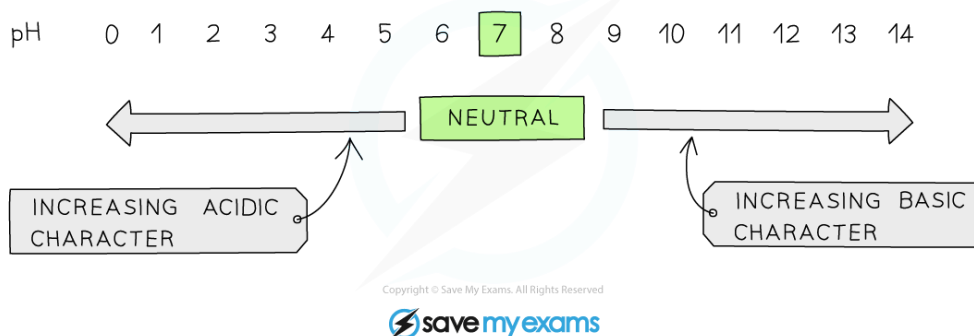 pH 0 1 2 3 4 5 6 7 8 9 10 11 12 13 14
NEUTRAL
INCREASING ACIDIC
CHARACTER
INCREASING BASIC
CHARACTER
Copyright © Save My Exams. All Rights Reserved
save my exams